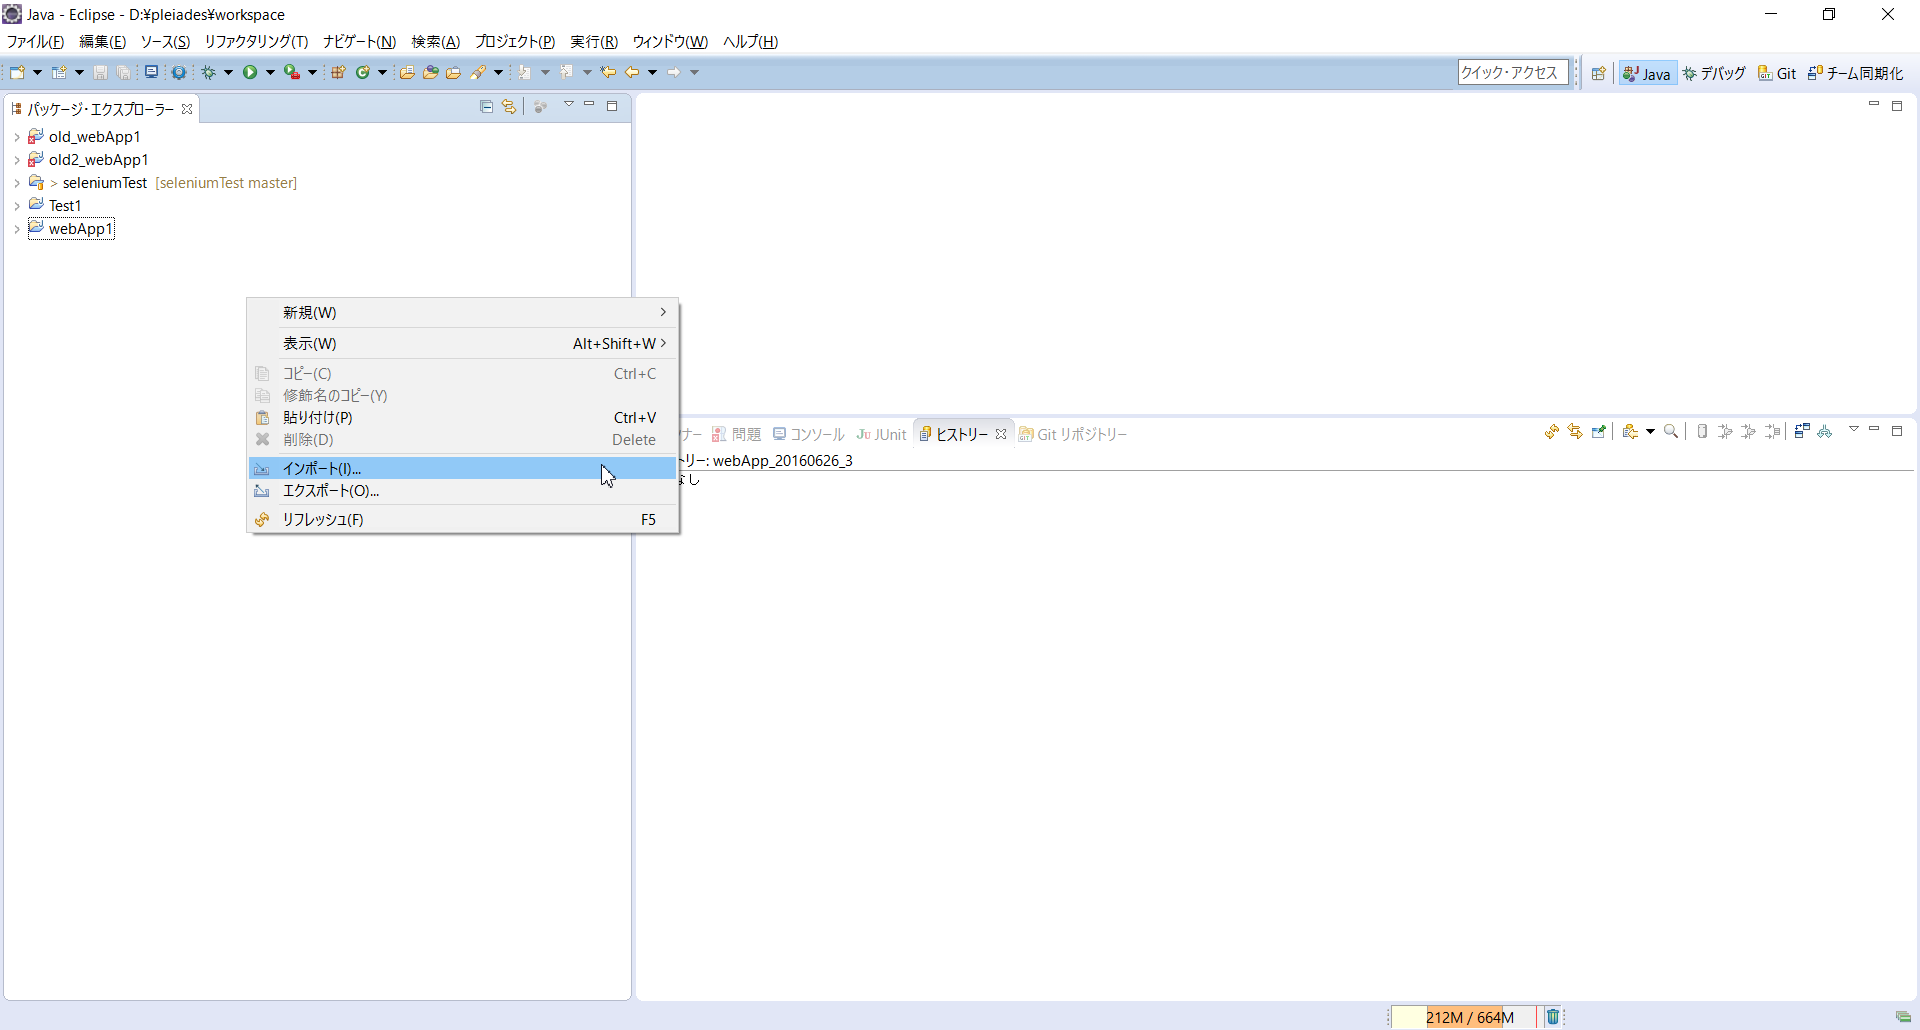 Java - Eclipse - D:¥pleiades¥workspace
ファイル(F) 編集(E) ソース(S) リファクタリング(T) ナビゲート(N) 検索(A) プロジェクト(P) 実行(R) ウィンドウ(W) ヘルプ(H)
クイック・アクセス Java デバッグ Git チーム同期化
パッケージ・エクスプローラー
old_webApp1
old2_webApp1
> seleniumTest [seleniumTest master]
Test1
webApp1
新規(W)
表示(W) Alt+Shift+W
コピー(C) Ctrl+C
修飾名のコピー(Y)
貼り付け(P) Ctrl+V
削除(D) Delete
インポート(I)...
エクスポート(O)...
リフレッシュ(F) F5
ナー 問題 コンソール Ju JUnit ヒストリー Git リポジトリー
トリー: webApp_20160626_3
なし
212M / 664M